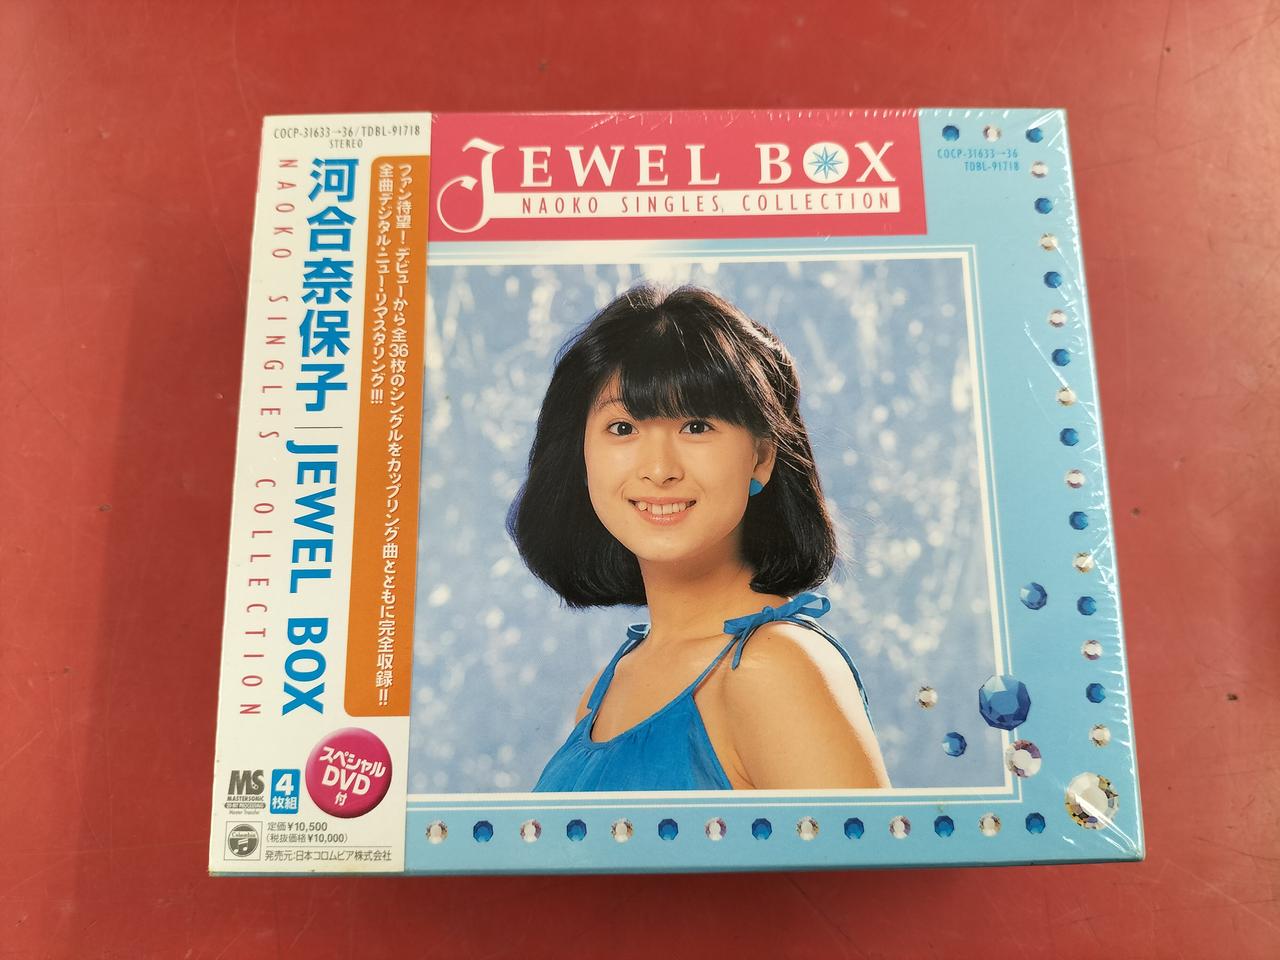 COCP-31633→36/TDBL-91718
STEREO
河合奈保子 JEWEL BOX
NAOKO SINGLES COLLECTION
ファン待望!デビューから全36枚のシングルをカップリング曲とともに完全収録!!
全曲デジタル・ニュー・リマスタリング!!!
スペシャル
DVD
付
MS
MASTERSONIC
20-BIT PROCESSING
Master Transfer
4
枚組
Columbia
定価¥10,500
(税抜価格¥10,000)
発売元:日本コロムビア株式会社
JEWEL BOX
NAOKO SINGLES COLLECTION
COCP-31633→36
TDBL-91718